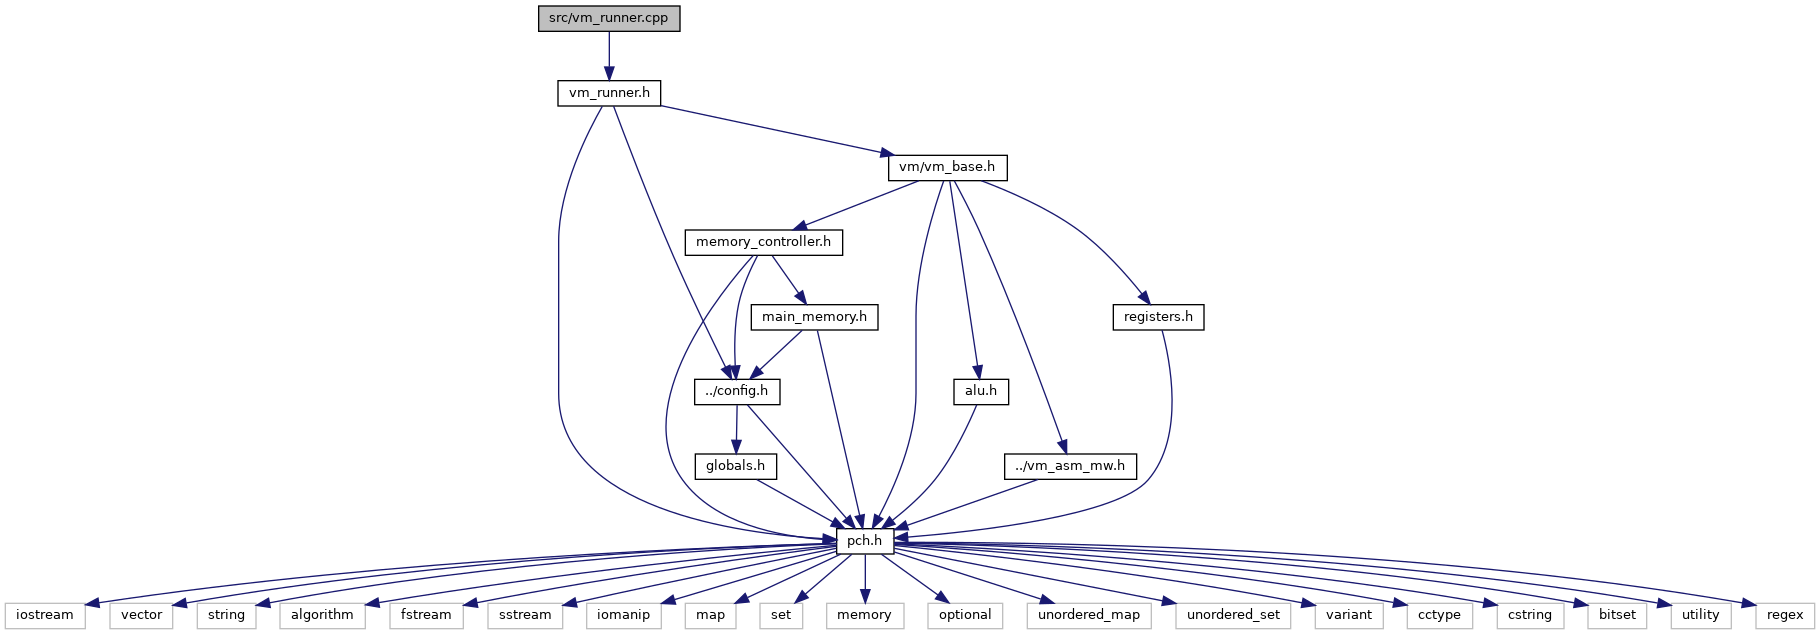 src/vm_runner.cpp
vm_runner.h
vm/vm_base.h
memory_controller.h
main_memory.h
registers.h
../config.h
alu.h
globals.h
../vm_asm_mw.h
pch.h
iostream
vector
string
algorithm
fstream
sstream
iomanip
map
set
memory
optional
unordered_map
unordered_set
variant
cctype
cstring
bitset
utility
regex